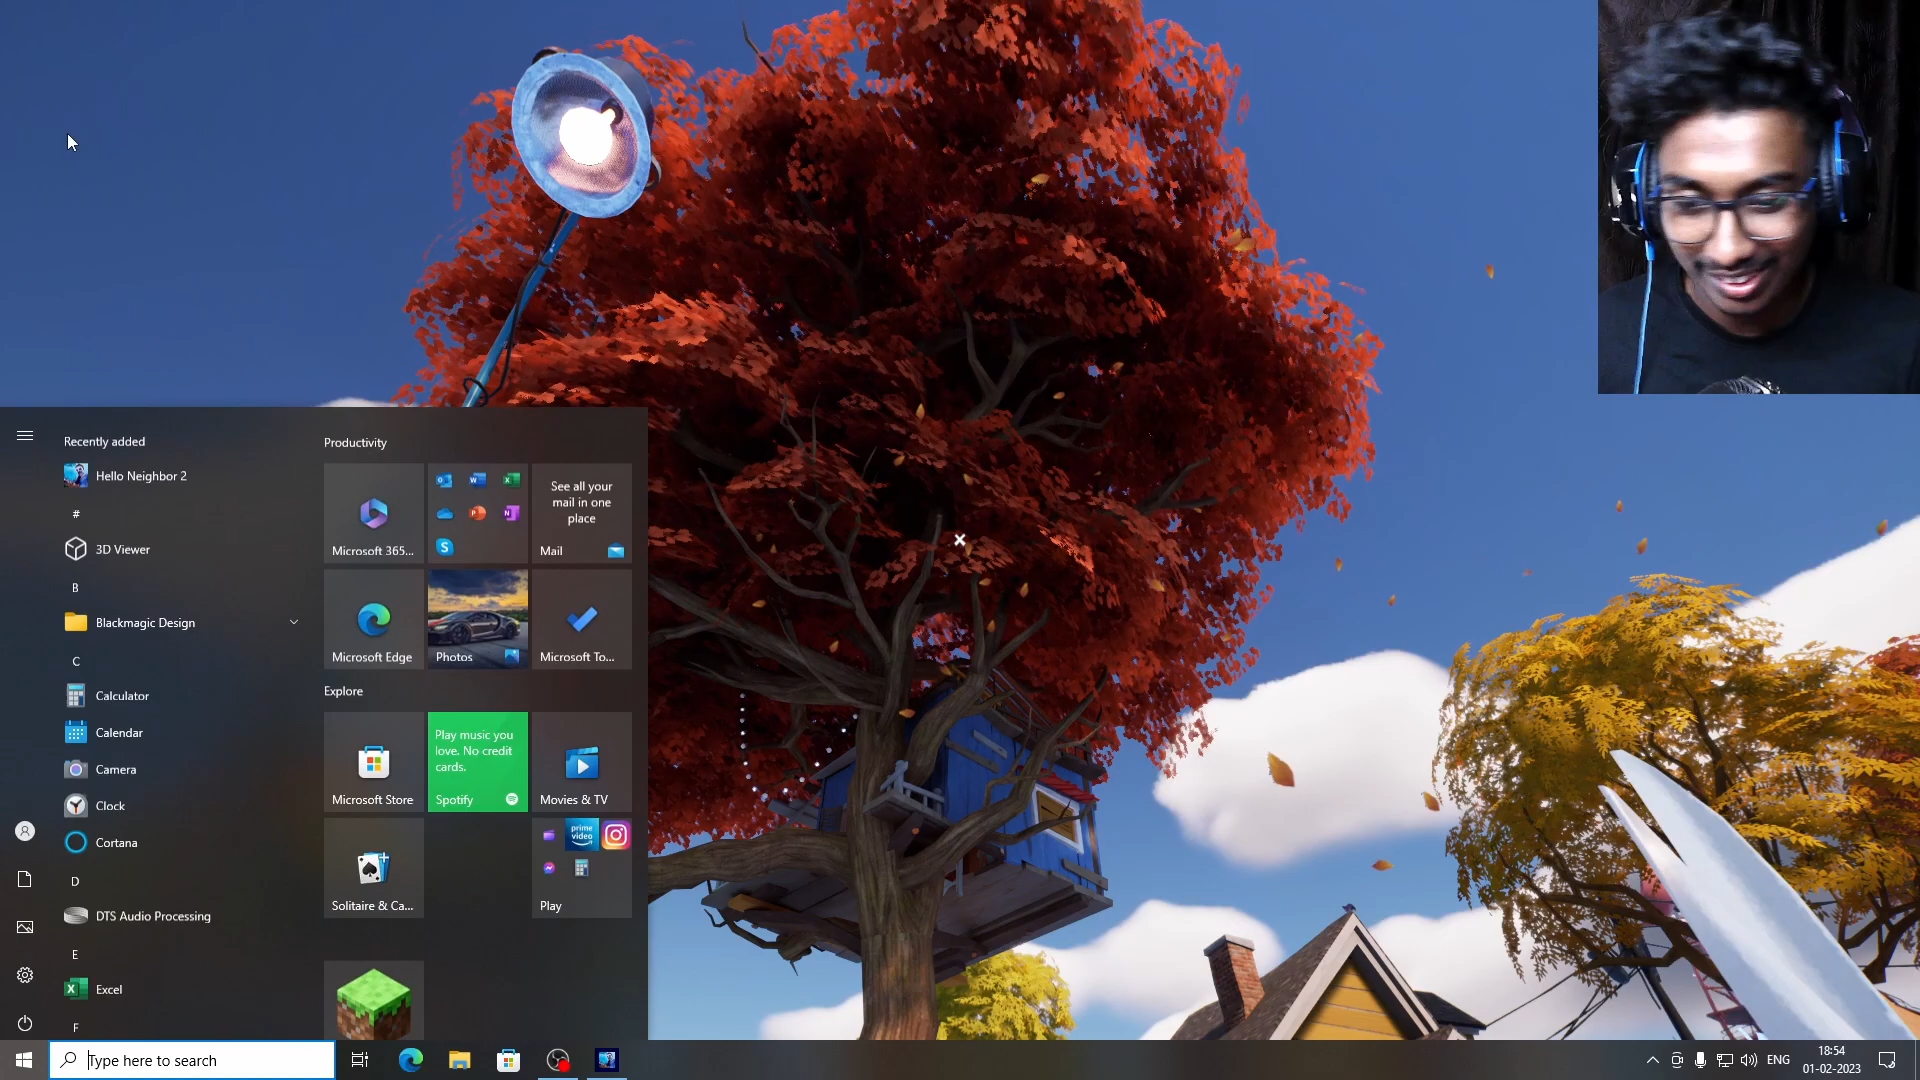 Recently added
Hello Neighbor 2
#
3D Viewer
B
Blackmagic Design
C
Calculator
Calendar
Camera
Clock
Cortana
D
DTS Audio Processing
E
Excel
F
Productivity
Microsoft 365...
See all your
mail in one
place
Mail
Microsoft Edge
Photos
Microsoft To...
Explore
Microsoft Store
Play music you
love. No credit
cards.
Spotify
Movies & TV
Solitaire & Ca...
prime
video
Play
Type here to search
ENG
18:54
01-02-2023